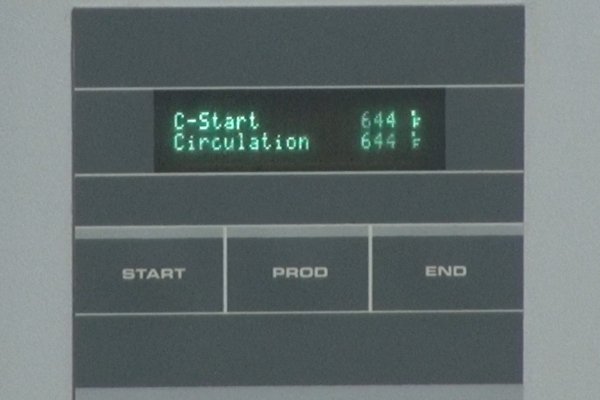 C-Start 644
Circulation 644
START PROD END